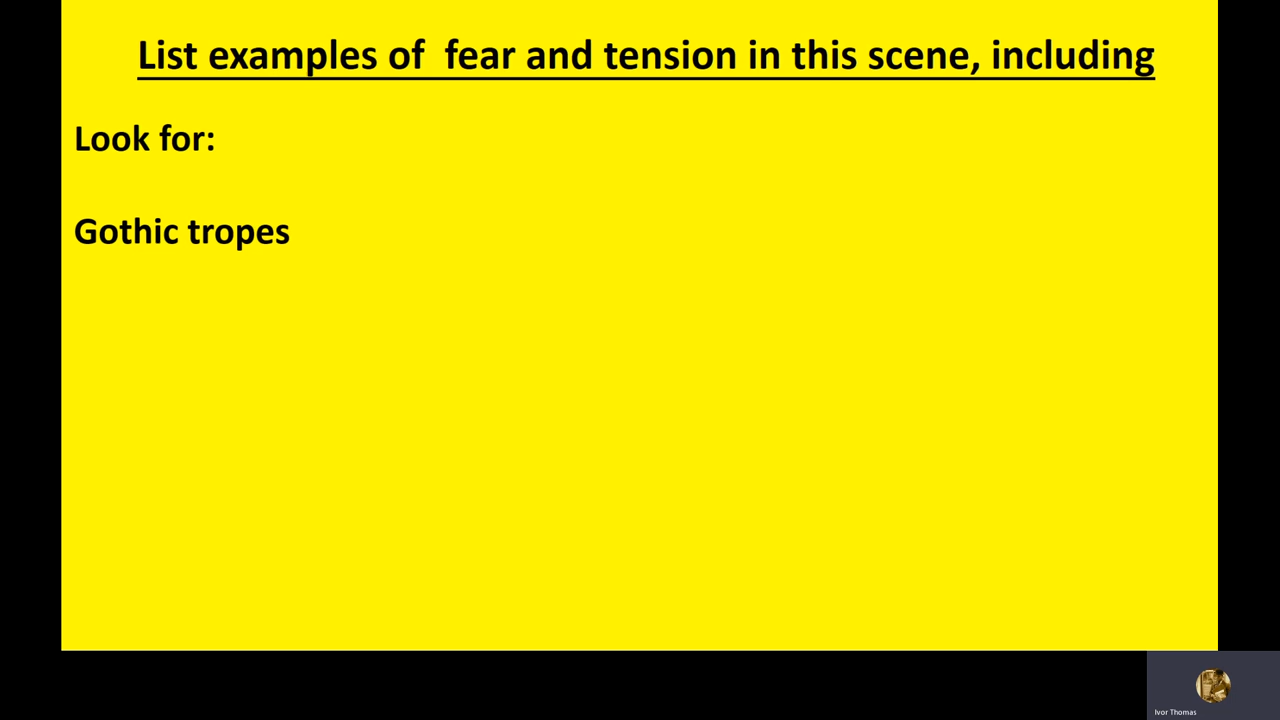 List examples of  fear and tension in this scene, including
Look for:
Gothic tropes
Ivor Thomas